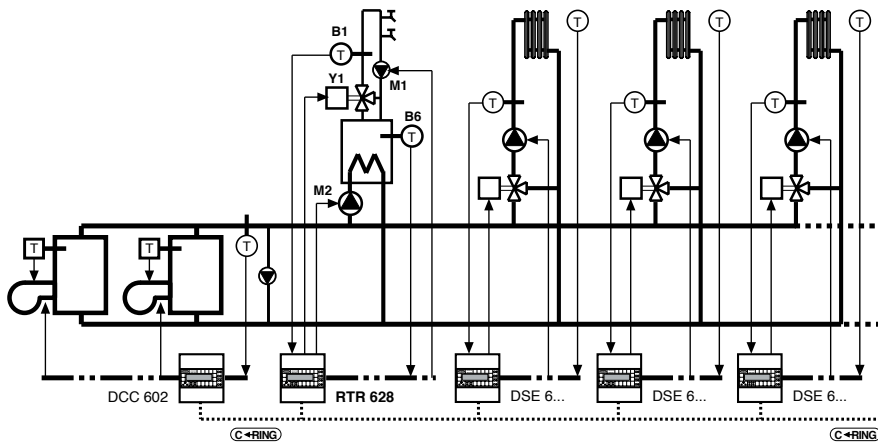 T T T
B1
T
Y1
M1
B6
T T T T
M2
T T T
DCC 602 RTR 628 DSE 6... DSE 6... DSE 6...
C RING C RING